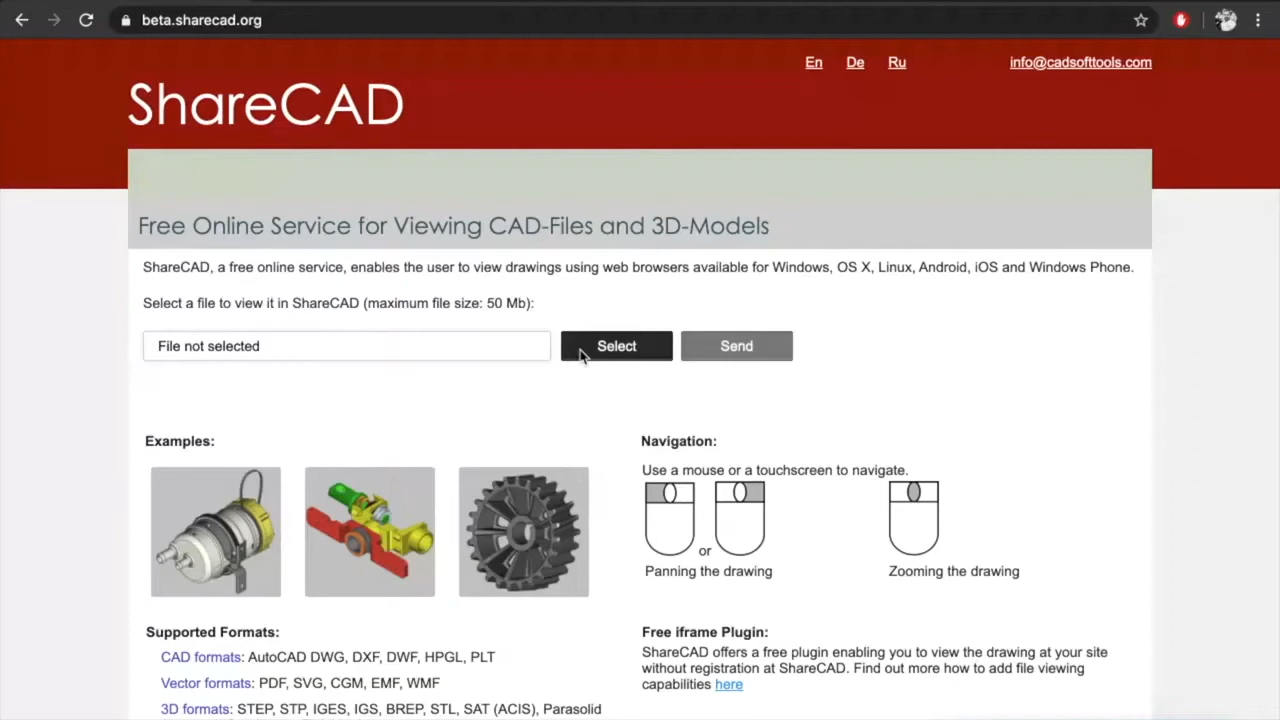 beta.sharecad.org
En De Ru info@cadsofttools.com
ShareCAD
Free Online Service for Viewing CAD-Files and 3D-Models
ShareCAD, a free online service, enables the user to view drawings using web browsers available for Windows, OS X, Linux, Android, iOS and Windows Phone.
Select a file to view it in ShareCAD (maximum file size: 50 Mb):
File not selected Select Send
Examples:
Navigation:
Use a mouse or a touchscreen to navigate.
or
Panning the drawing
Zooming the drawing
Supported Formats:
CAD formats: AutoCAD DWG, DXF, DWF, HPGL, PLT
Vector formats: PDF, SVG, CGM, EMF, WMF
3D formats: STEP, STP, IGES, IGS, BREP, STL, SAT (ACIS), Parasolid
Free iframe Plugin:
ShareCAD offers a free plugin enabling you to view the drawing at your site
without registration at ShareCAD. Find out more how to add file viewing
capabilities here